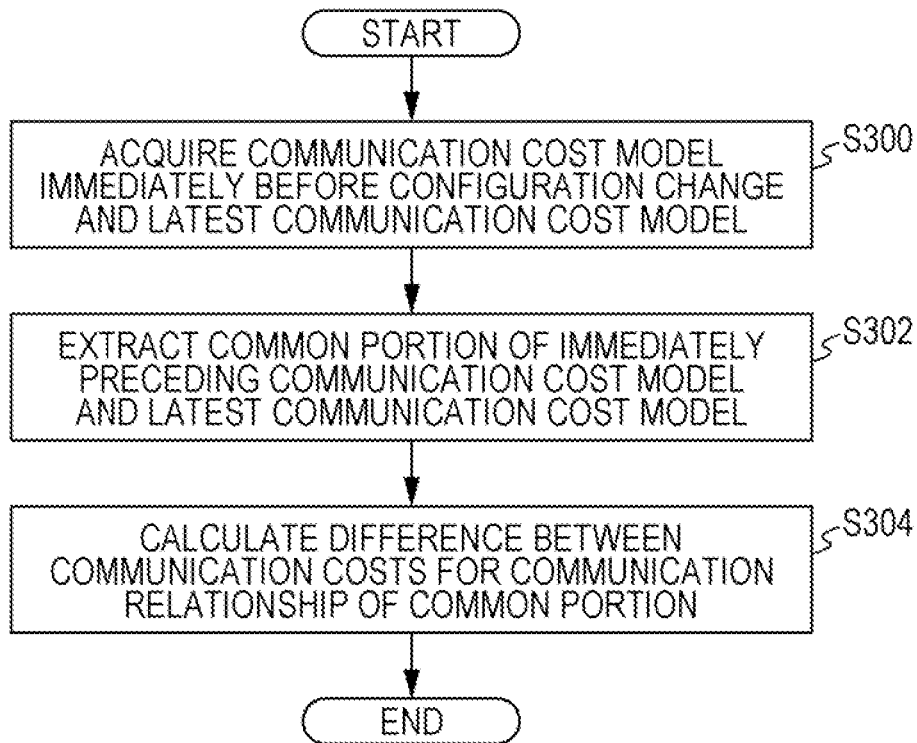 START
ACQUIRE COMMUNICATION COST MODEL
IMMEDIATELY BEFORE CONFIGURATION CHANGE
AND LATEST COMMUNICATION COST MODEL
S300
EXTRACT COMMON PORTION OF IMMEDIATELY
PRECEDING COMMUNICATION COST MODEL
AND LATEST COMMUNICATION COST MODEL
S302
CALCULATE DIFFERENCE BETWEEN
COMMUNICATION COSTS FOR COMMUNICATION
RELATIONSHIP OF COMMON PORTION
S304
END